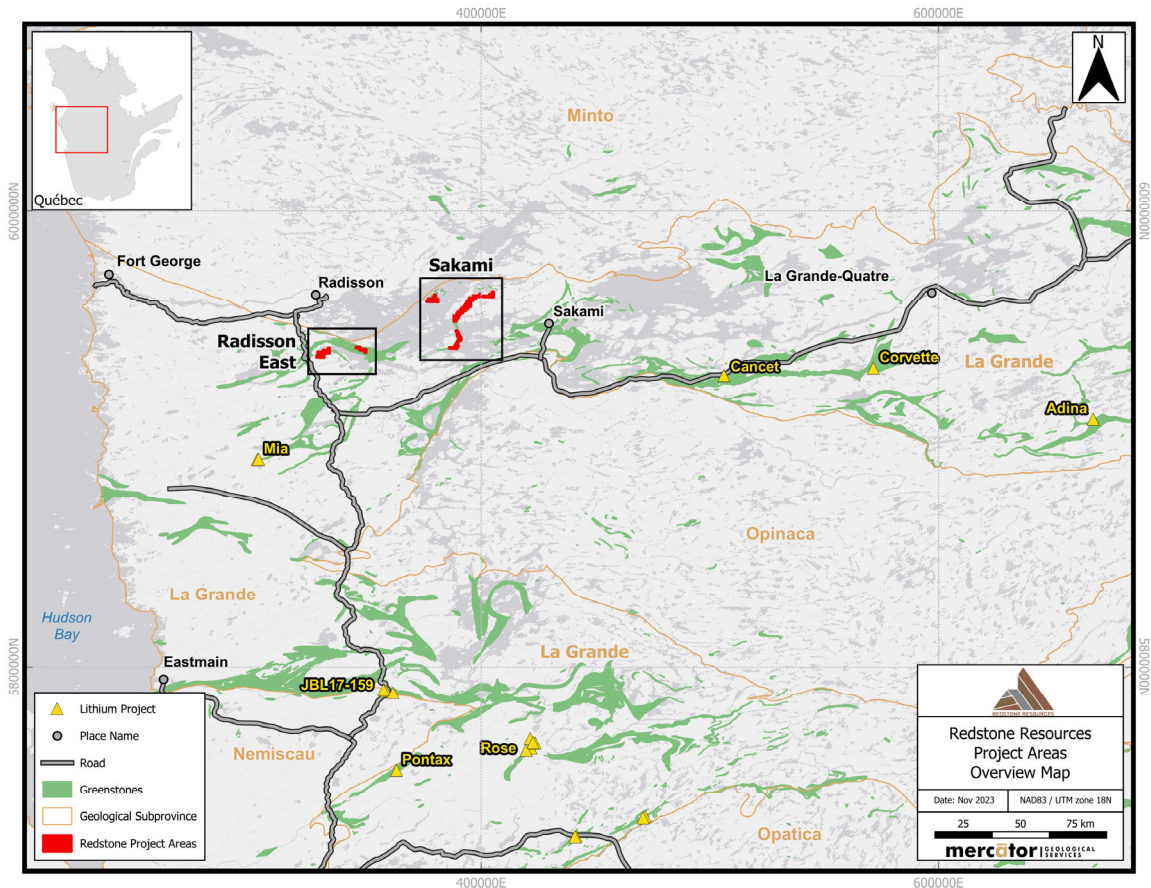 400000E
600000E
N
Québec
Minto
6000000N
6000000N
Fort George
Sakami
La Grande-Quatre
Radisson
Sakami
Radisson
East
Cancet
Corvette
La Grande
Adina
Mia
Opinaca
La Grande
Hudson
Bay
Eastmain
La Grande
5800000N
5800000N
JBL17-159
Nemiscau
Rose
Pontax
Opatica
Lithium Project
Place Name
Road
Greenstones
Geological Subprovince
Redstone Project Areas
REDSTONE RESOURCES
Redstone Resources
Project Areas
Overview Map
Date: Nov 2023
NAD83 / UTM zone 18N
25 50 75 km
mercator GEOLOGICAL
SERVICES
400000E
600000E